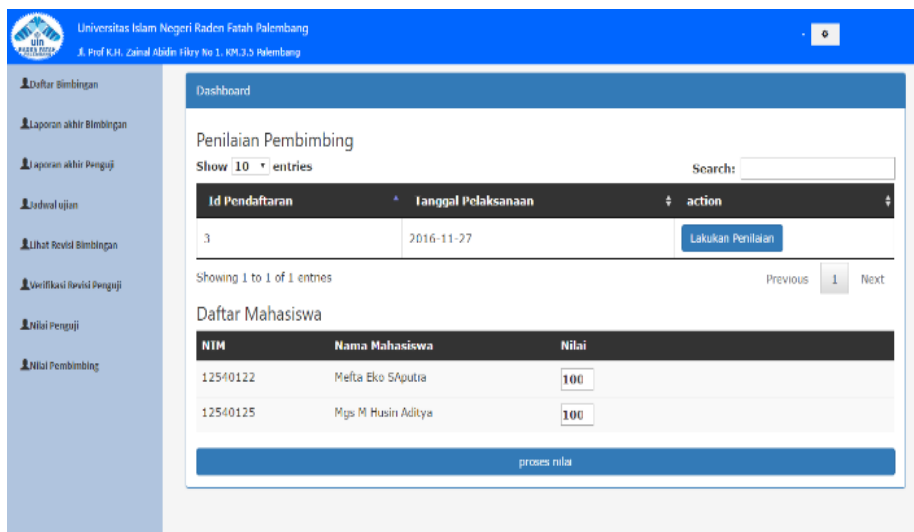 Universitas Islam Negeri Raden Fatah Palembang
Jl. Prof K.H. Zainal Abidin Fikry No 1. KM.3.5 Palembang
uin
RADEN FATAH
Daftar Bimbingan
Laporan akhir Bimbingan
Laporan akhir Penguji
Jadwal ujian
Lihat Revisi Bimbingan
Verifikasi Revisi Penguji
Nilai Penguji
Nilai Pembimbing
Dashboard
Penilaian Pembimbing
Show 10 entries
Search:
Id Pendaftaran Tanggal Pelaksanaan action
3 2016-11-27 Lakukan Penilaian
Showing 1 to 1 of 1 entries
Previous 1 Next
Daftar Mahasiswa
NIM Nama Mahasiswa Nilai
12540122 Mefta Eko SAputra 100
12540125 Mgs M Husin Aditya 100
proses nilai